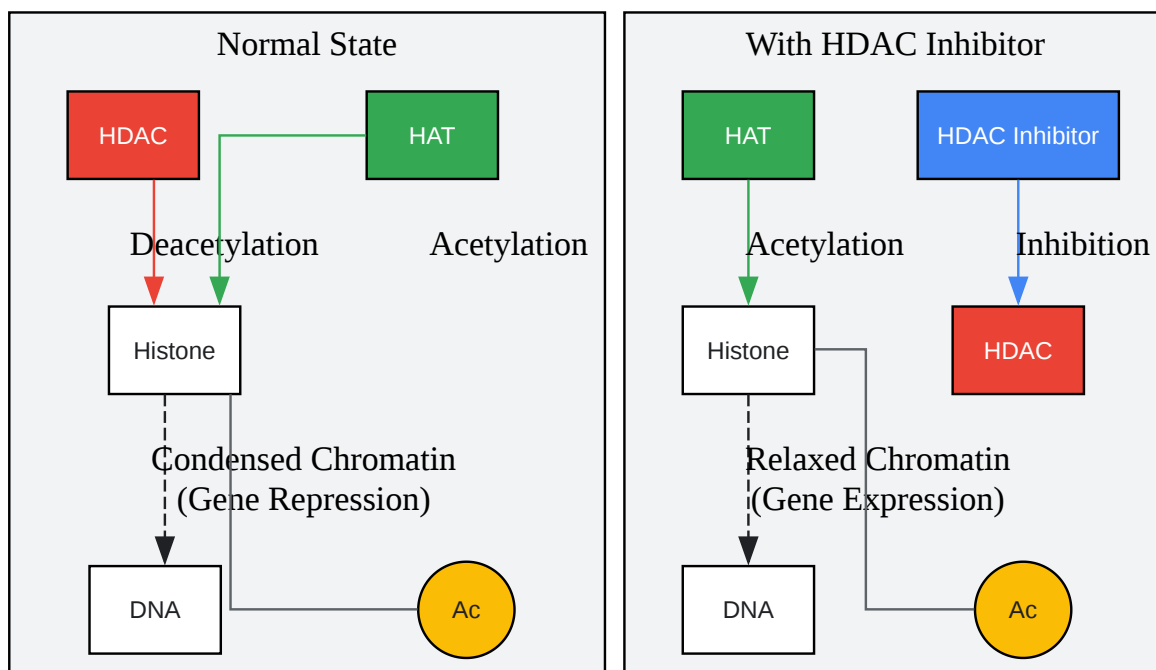 Normal State
HDAC
HAT
Deacetylation
Acetylation
Histone
Condensed Chromatin
(Gene Repression)
DNA
Ac
With HDAC Inhibitor
HAT
HDAC Inhibitor
Acetylation
Inhibition
Histone
HDAC
Relaxed Chromatin
(Gene Expression)
DNA
Ac